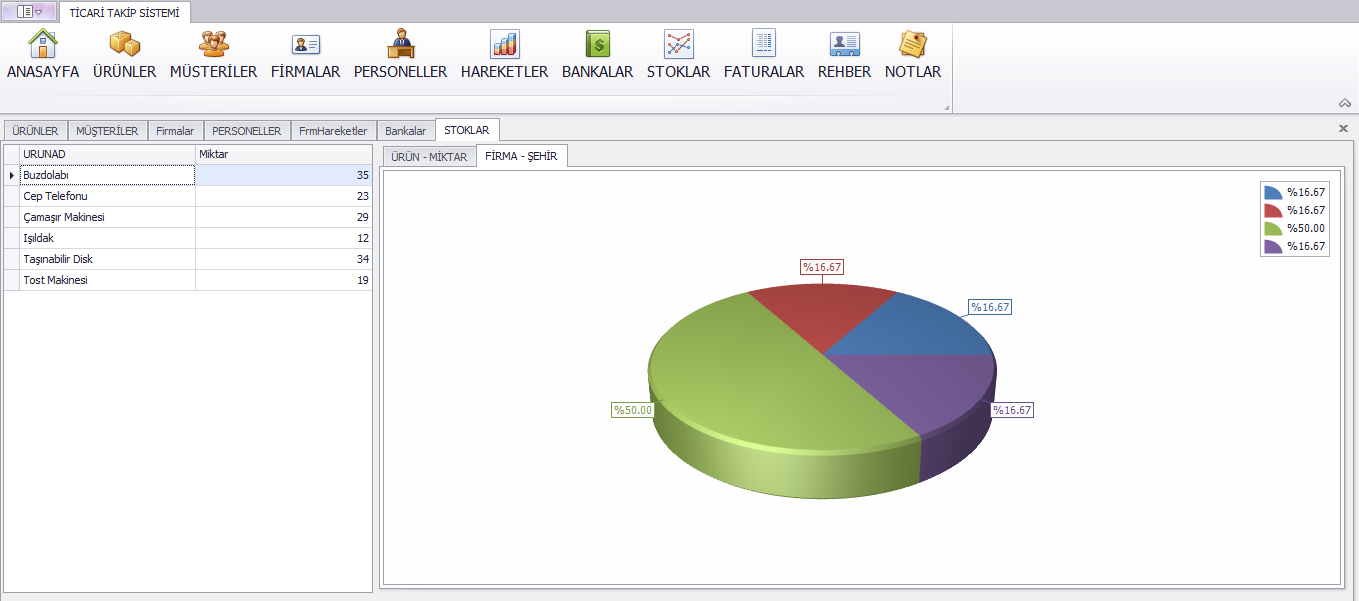 TİCARİ TAKİP SİSTEMİ
ANASAYFA ÜRÜNLER MÜSTERİLER FİRMALAR PERSONELLER HAREKETLER BANKALAR STOKLAR FATURALAR REHBER NOTLAR
ÜRÜNLER MÜŞTERİLER Firmalar PERSONELLER FrmHareketler Bankalar STOKLAR
URUNAD Miktar
Buzdolabı 35
Cep Telefonu 23
Çamaşır Makinesi 29
Işıldak 12
Taşınabilir Disk 34
Tost Makinesi 19
ÜRÜN - MİKTAR FİRMA - ŞEHİR
%16.67
%16.67
%50.00
%16.67
%16.67
%16.67
%50.00
%16.67